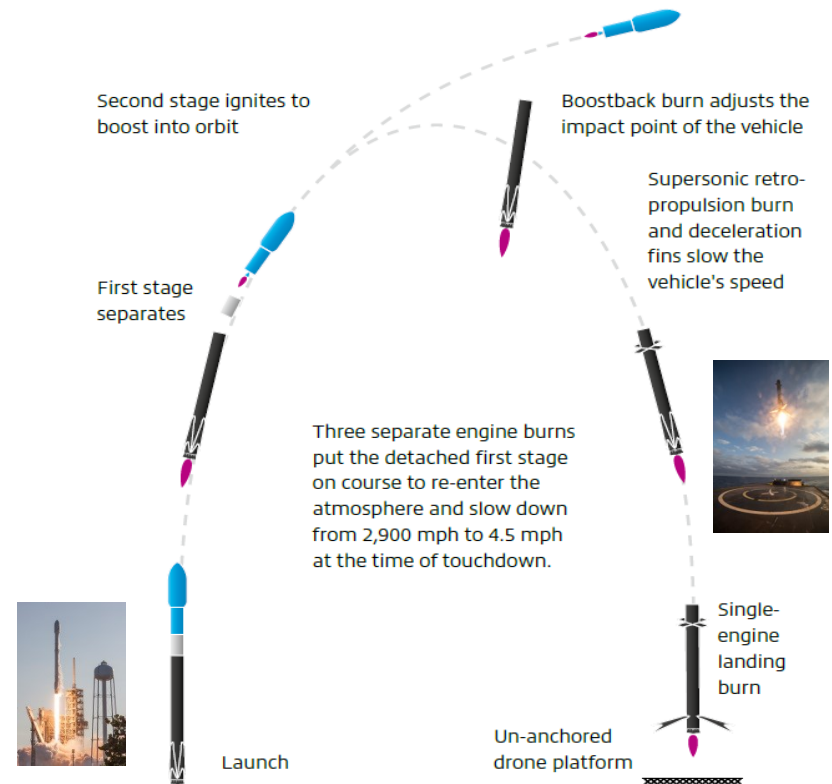 Second stage ignites to
boost into orbit
Boostback burn adjusts the
impact point of the vehicle
Supersonic retro-
propulsion burn
and deceleration
fins slow the
vehicle's speed
First stage
separates
Three separate engine burns
put the detached first stage
on course to re-enter the
atmosphere and slow down
from 2,900 mph to 4.5 mph
at the time of touchdown.
Single-
engine
landing
burn
Un-anchored
drone platform
Launch